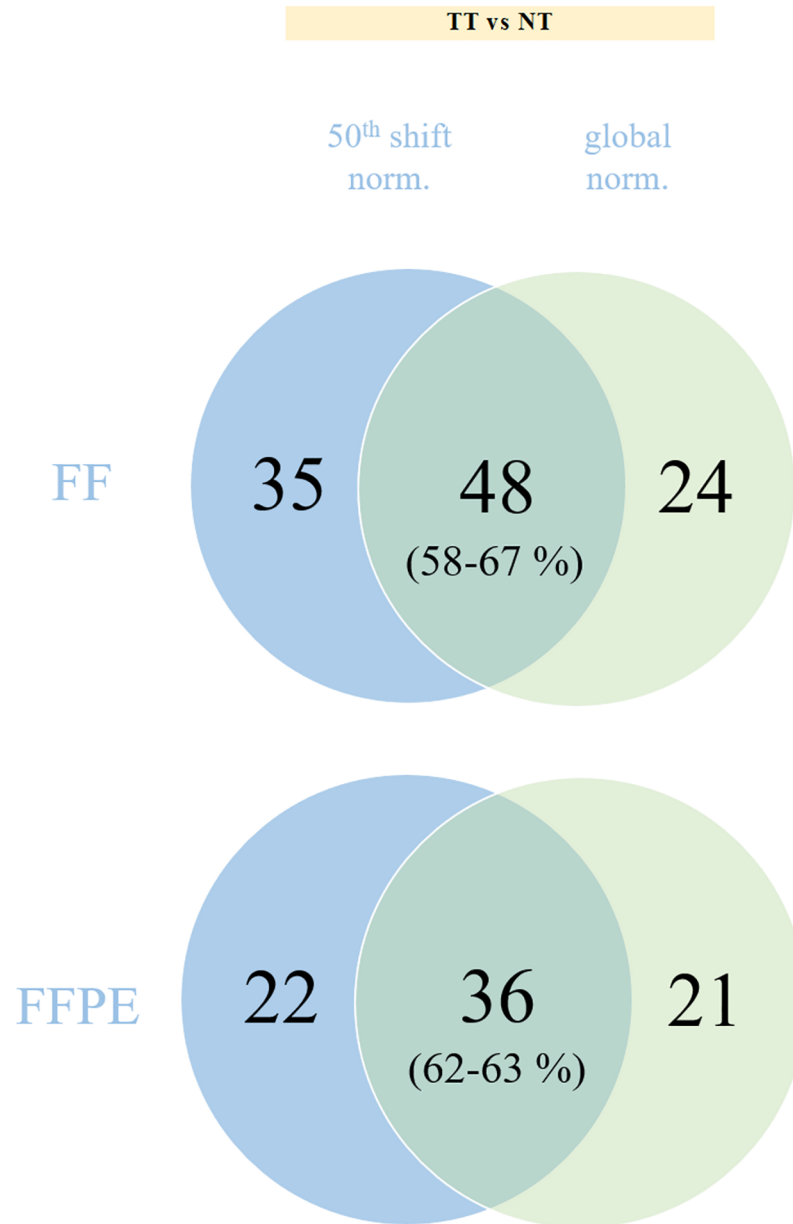 TT vs NT
50th shift
norm.
global
norm.
FF
35
48
24
(58-67 %)
FFPE
22
36
21
(62-63 %)